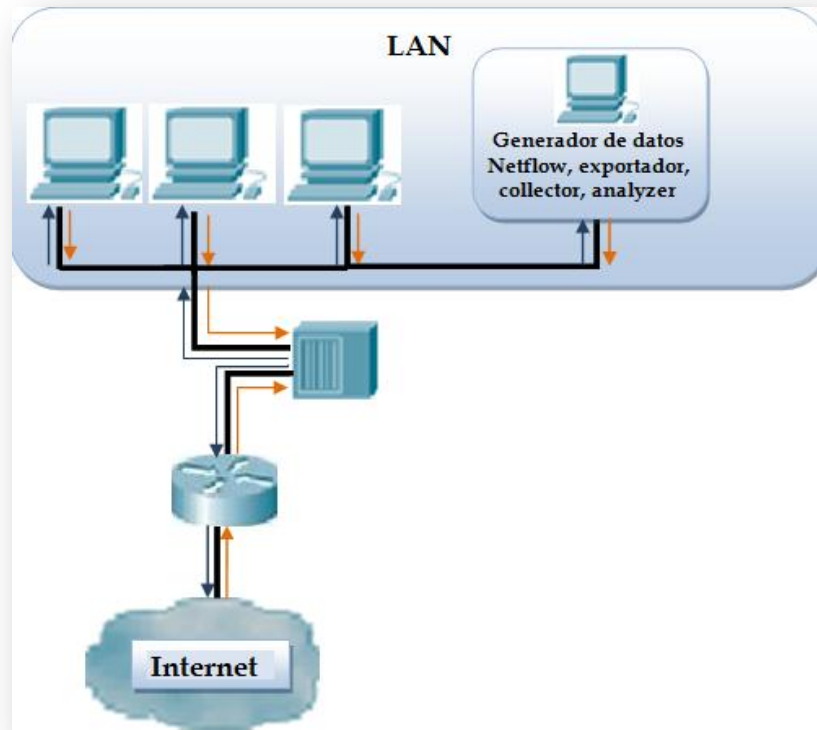 LAN
Generador de datos
Netflow, exportador,
collector, analyzer
Internet